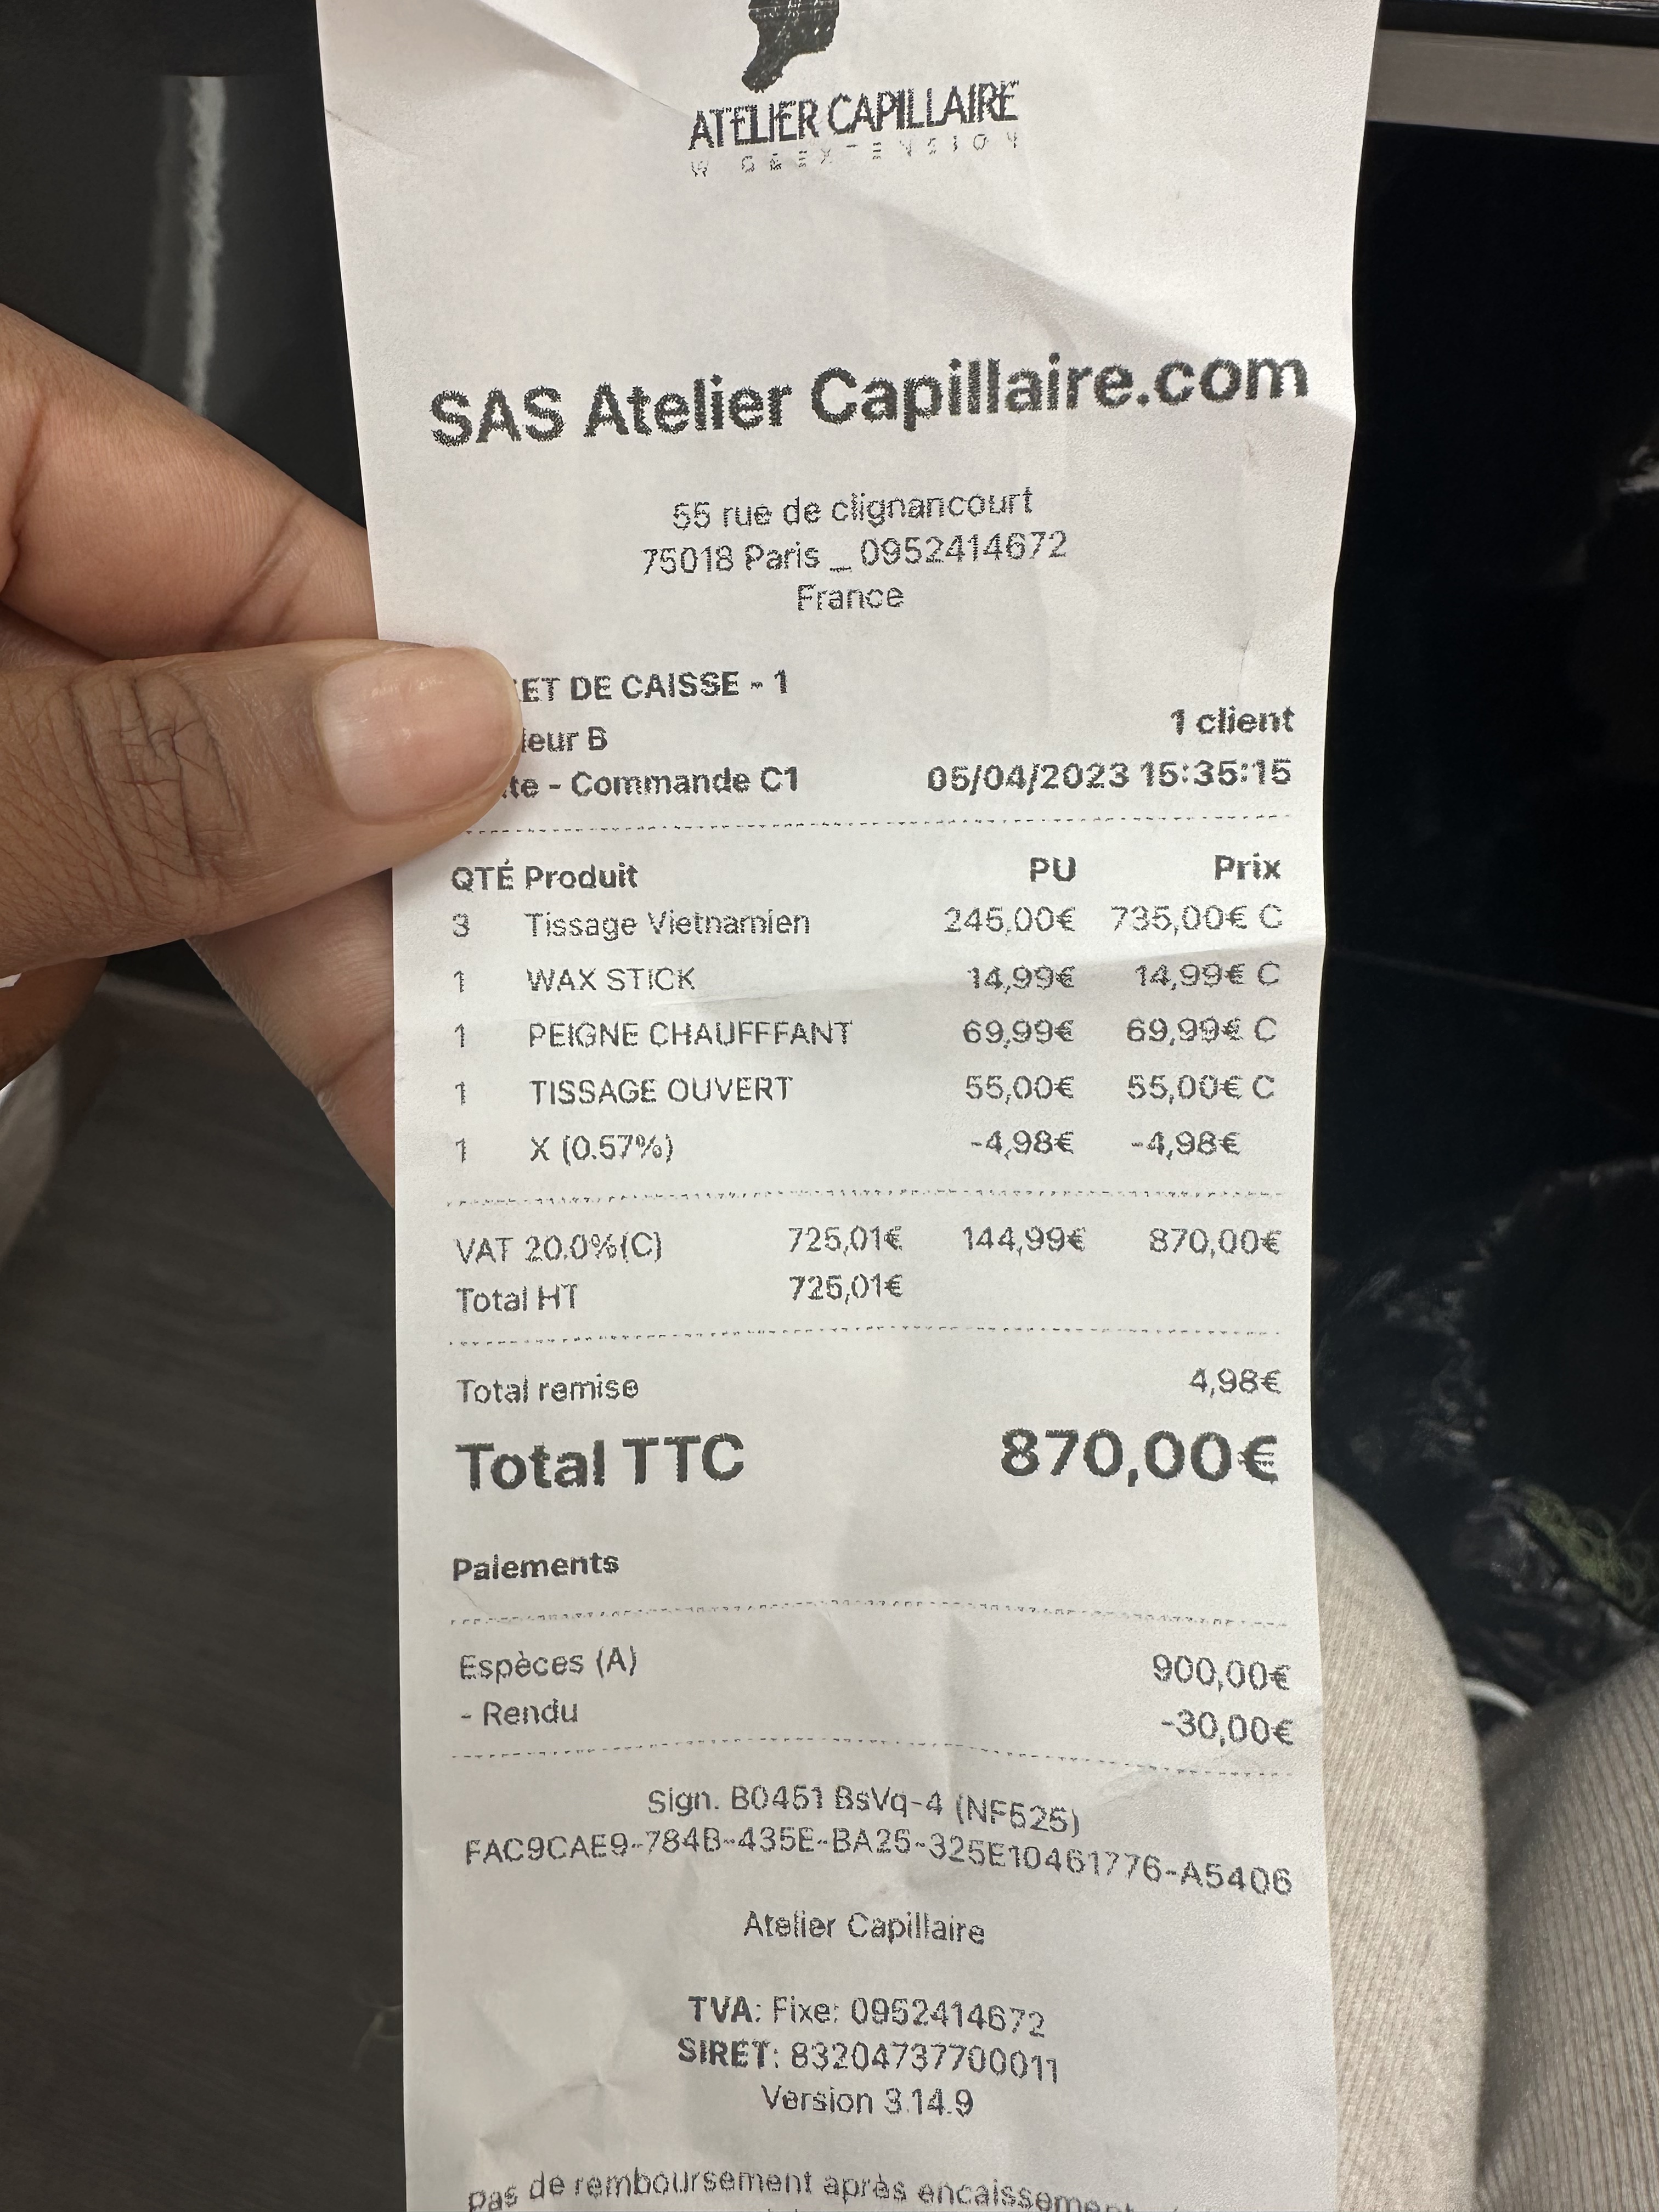 ATELIER CAPILLAIRE
SAS Atelier Capillaire.com
55 rue de clignancourt
75018 Paris _ 0952414672
France
ET DE CAISSE - 1
eur B
1 client
te - Commande C1 05/04/2023 15:35:15
QTÉ Produit PU Prix
3 Tissage Vietnamien 245,00€ 735,00€ C
1 WAX STICK 14,99€ 14,99€ C
1 PEIGNE CHAUFFFANT 69,99€ 69,99€ C
1 TISSAGE OUVERT 55,00€ 55,00€ C
1 X (0.57%) -4,98€ -4,98€
VAT 20.0%(C) 725,01€ 144,99€ 870,00€
Total HT 725,01€
Total remise 4,98€
Total TTC 870,00€
Paiements
Espèces (A) 900,00€
- Rendu -30,00€
Sign. B0451 BsVq-4 (NF525)
FAC9CAE9-784B-435E-BA25-325E10461776-A5406
Atelier Capillaire
TVA: Fixe: 0952414672
SIRET: 83204737700011
Version 3.14.9
Pas de remboursement après encaissement